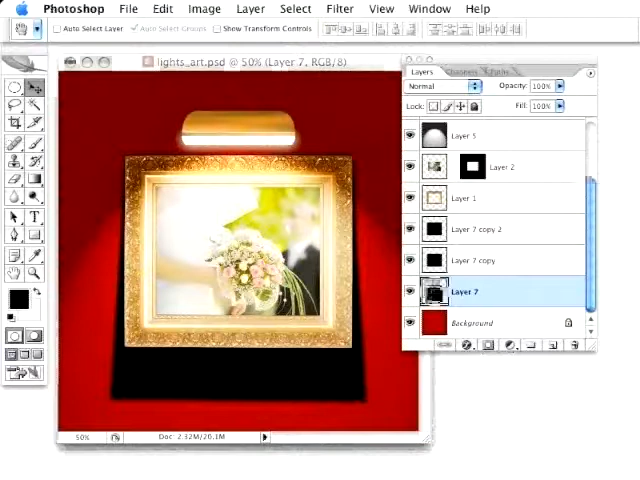 Photoshop File Edit Image Layer Select Filter View Window Help
Auto Select Layer Auto Select Groups Show Transform Controls
lights_art.psd @ 50% (Layer 7, RGB/8)
Layers Channels Paths
Normal Opacity: 100%
Lock: Fill: 100%
Layer 5
Layer 2
Layer 1
Layer 7 copy 2
Layer 7 copy
Layer 7
Background
T
50% Doc: 2.32M/20.1M